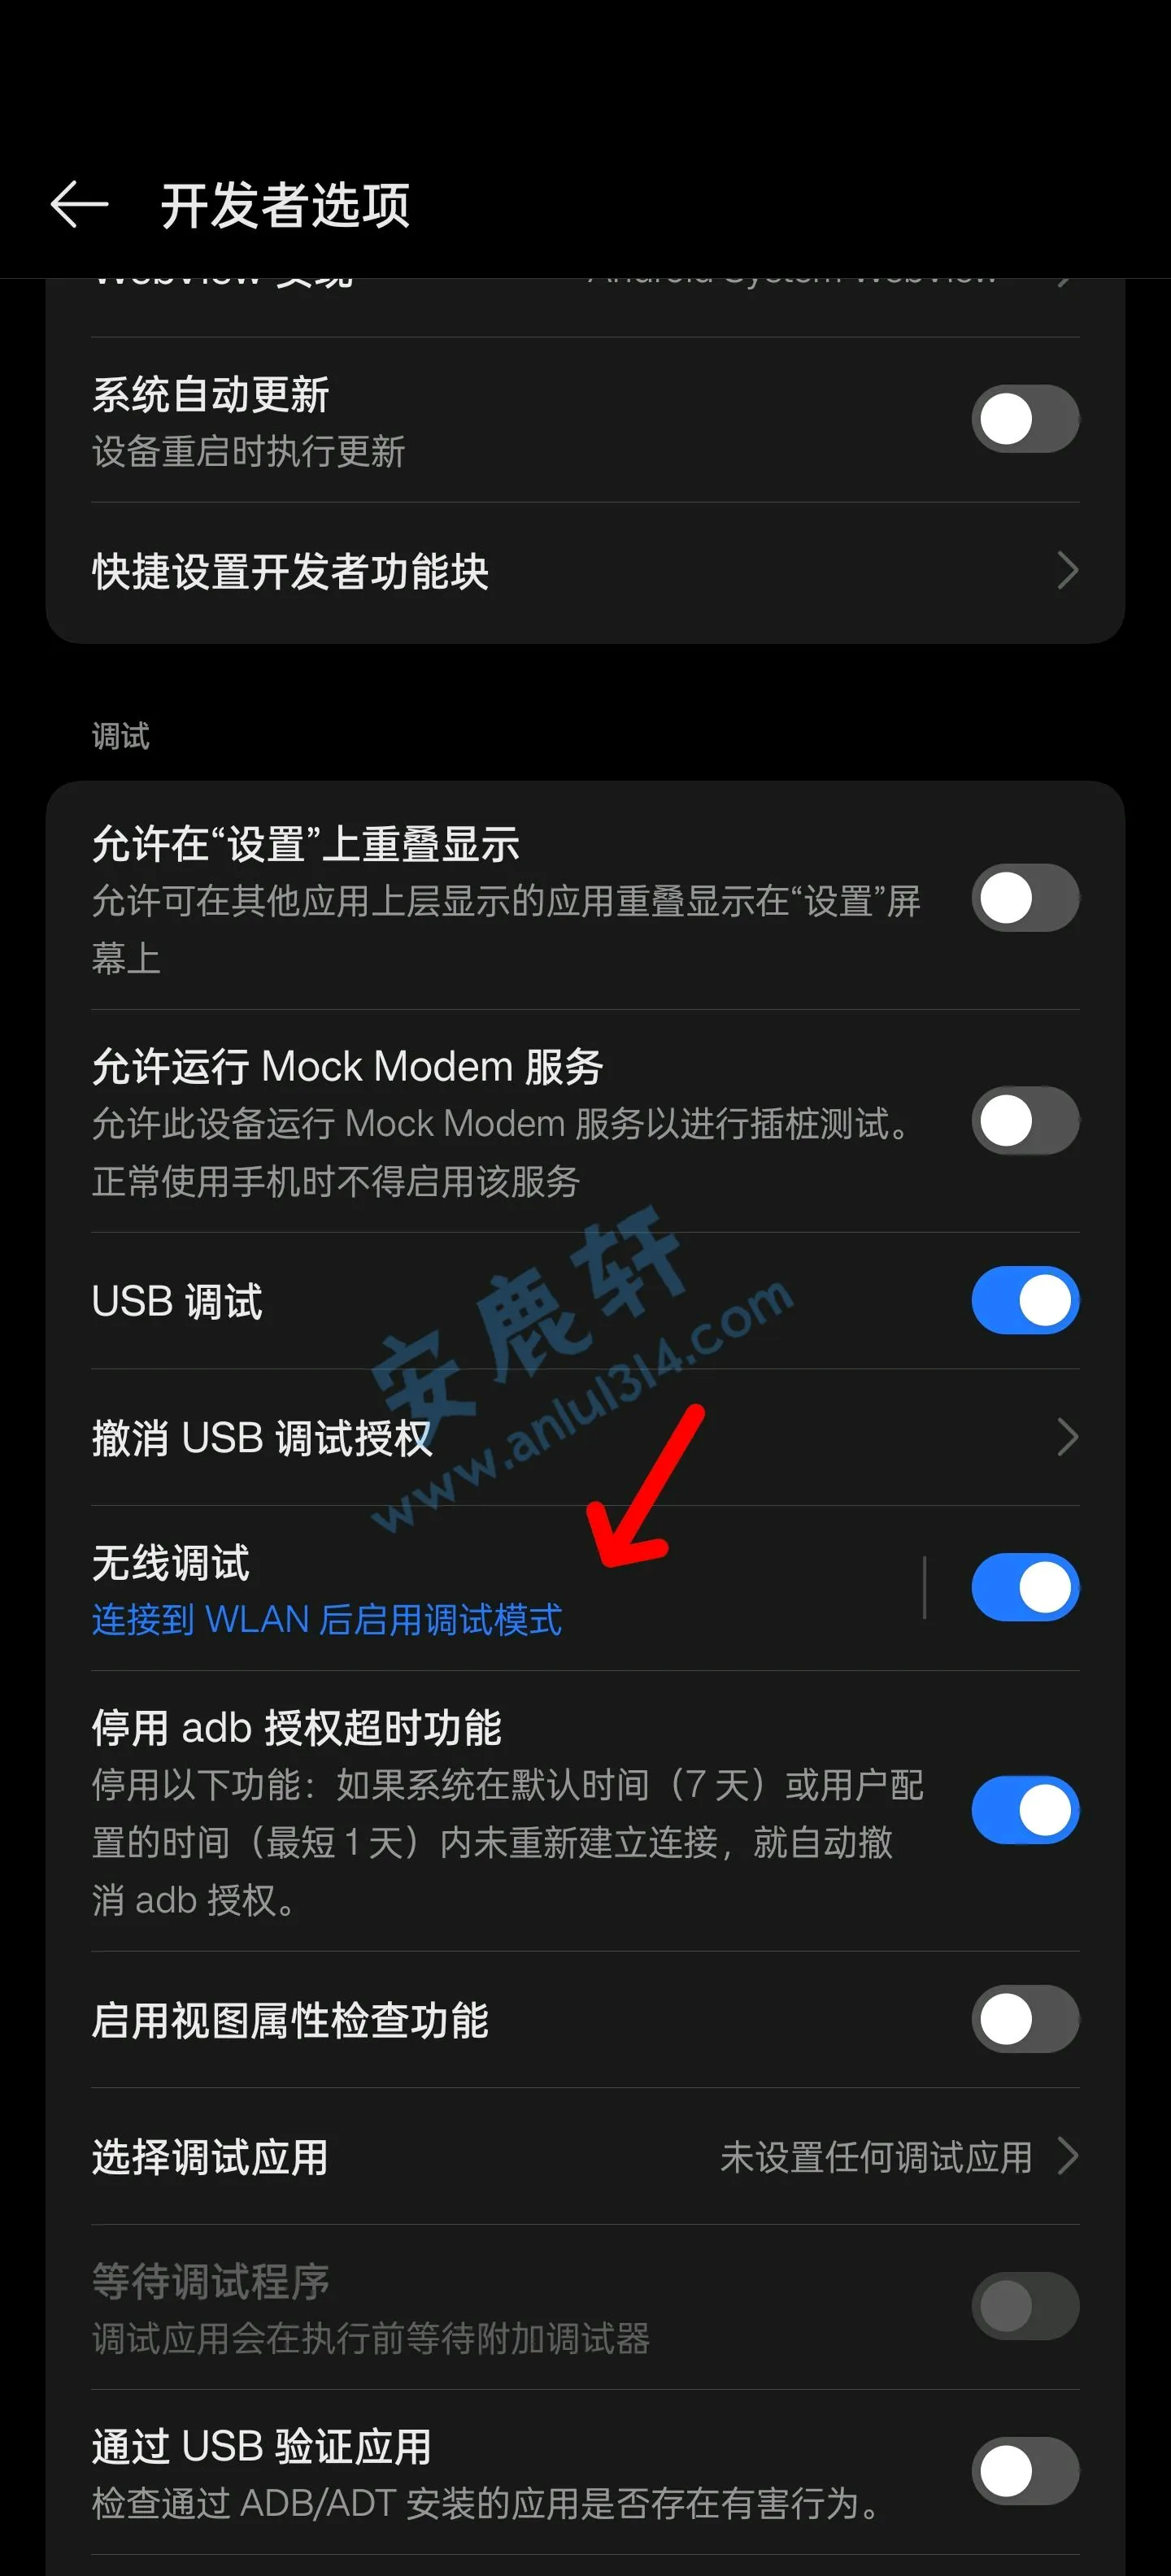 开发者选项
WebView 实现
Android System WebView
系统自动更新
设备重启时执行更新
快捷设置开发者功能块
调试
允许在“设置”上重叠显示
允许可在其他应用上层显示的应用重叠显示在“设置”屏
幕上
允许运行 Mock Modem 服务
允许此设备运行 Mock Modem 服务以进行插桩测试。
正常使用手机时不得启用该服务
USB 调试
安鹿轩
www.anlu1314.com
撤消 USB 调试授权
无线调试
连接到 WLAN 后启用调试模式
停用 adb 授权超时功能
停用以下功能：如果系统在默认时间（7 天）或用户配
置的时间（最短 1 天）内未重新建立连接，就自动撤
消 adb 授权。
启用视图属性检查功能
选择调试应用
未设置任何调试应用
等待调试程序
调试应用会在执行前等待附加调试器
通过 USB 验证应用
检查通过 ADB/ADT 安装的应用是否存在有害行为。